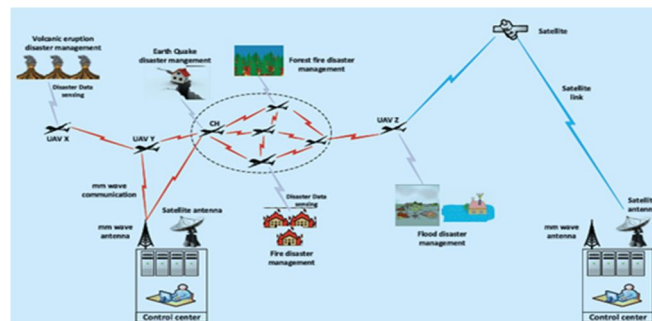 Volcanic eruption
disaster management
Disaster Data
sensing
Earth Quake
disaster mangement
Forest fire disaster
management
Satellite
Satellite
link
UAV X
UAV Y
CH
UAV Z
mm wave
communication
Disaster Data
sensing
Fire disaster
management
Flood disaster
management
mm wave
antenna
Satellite antenna
Control center
mm wave
antenna
Satellite
antenna
Control center